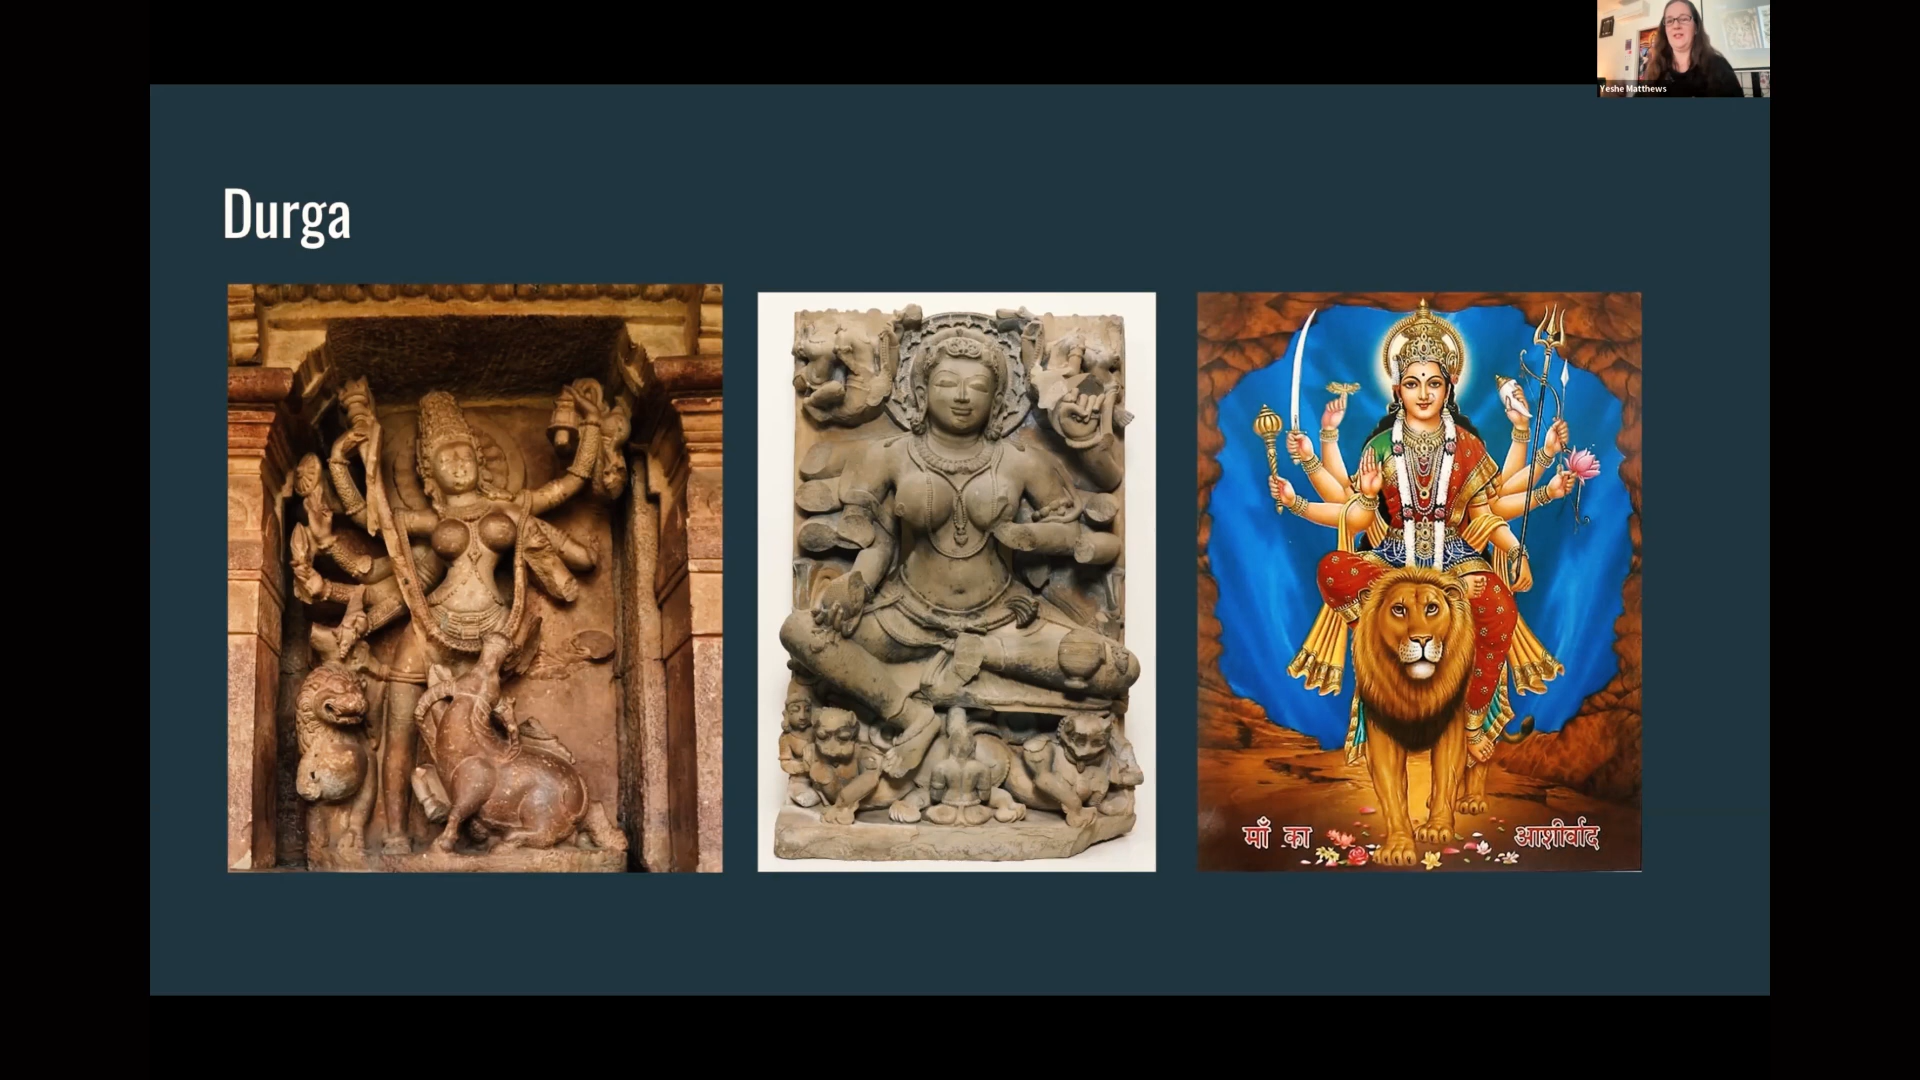 Yeshe Matthews
Durga
माँ का आशीर्वाद